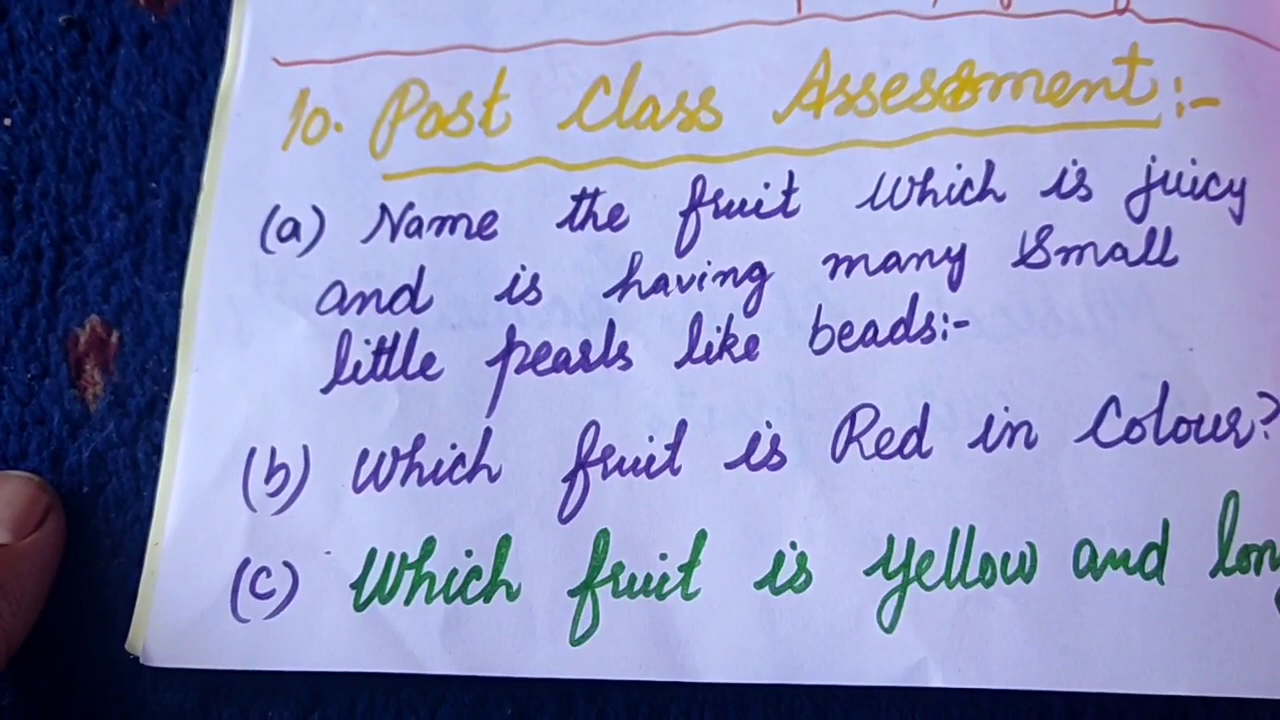 10. Post Class Assessment:-
(a) Name the fruit which is juicy
and is having many Small
little pearls like beads:-
(b) Which fruit is Red in Colour?
(c) Which fruit is yellow and